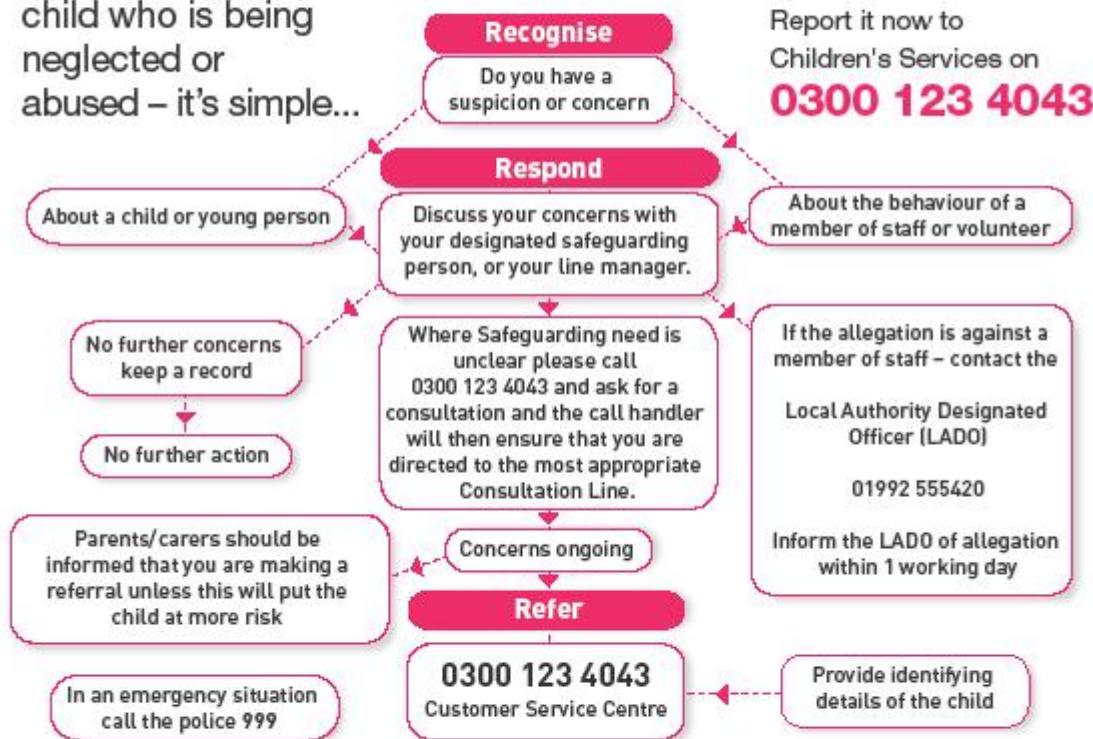 child who is being
neglected or
abused – it's simple...
Report it now to
Children's Services on
0300 123 4043
Recognise
Do you have a
suspicion or concern
Respond
About a child or young person
Discuss your concerns with
your designated safeguarding
person, or your line manager.
About the behaviour of a
member of staff or volunteer
No further concerns
keep a record
No further action
Where Safeguarding need is
unclear please call
0300 123 4043 and ask for a
consultation and the call handler
will then ensure that you are
directed to the most appropriate
Consultation Line.
If the allegation is against a
member of staff – contact the
Local Authority Designated
Officer (LADO)
01992 555420
Inform the LADO of allegation
within 1 working day
Concerns ongoing
Parents/carers should be
informed that you are making a
referral unless this will put the
child at more risk
Refer
0300 123 4043
Customer Service Centre
Provide identifying
details of the child
In an emergency situation
call the police 999